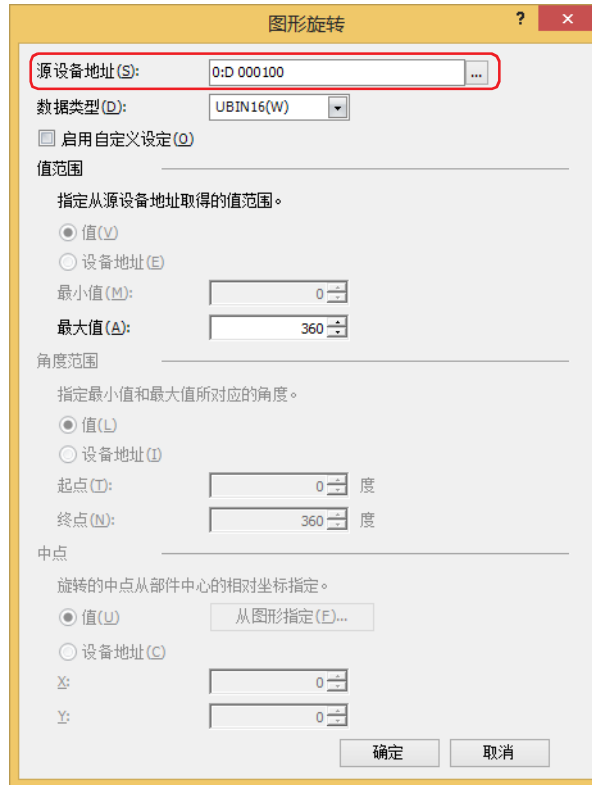 图形旋转 ? ×
源设备地址(S): 0:D 000100 ...
数据类型(D): UBIN16(W)
启用自定义设定(O)
值范围
指定从源设备地址取得的值范围。
值(V)
设备地址(E)
最小值(M): 0
最大值(A): 360
角度范围
指定最小值和最大值所对应的角度。
值(L)
设备地址(I)
起点(T): 0 度
终点(N): 360 度
中点
旋转的中点从部件中心的相对坐标指定。
值(U) 从图形指定(F)...
设备地址(C)
X: 0
Y: 0
确定 取消